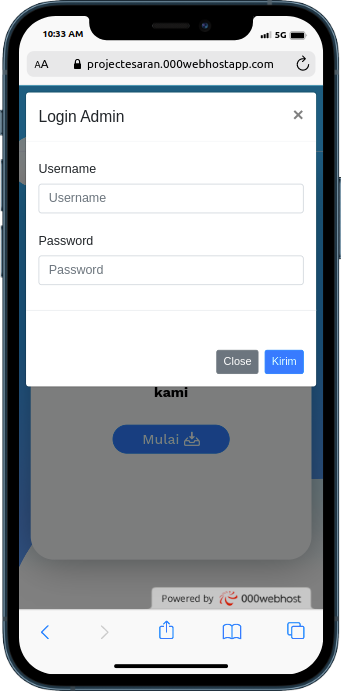 10:33 AM
5G
AA projectesaran.000webhostapp.com
Login Admin ×
Username
Username
Password
Password
Close Kirim
kami
Mulai
Powered by 000webhost